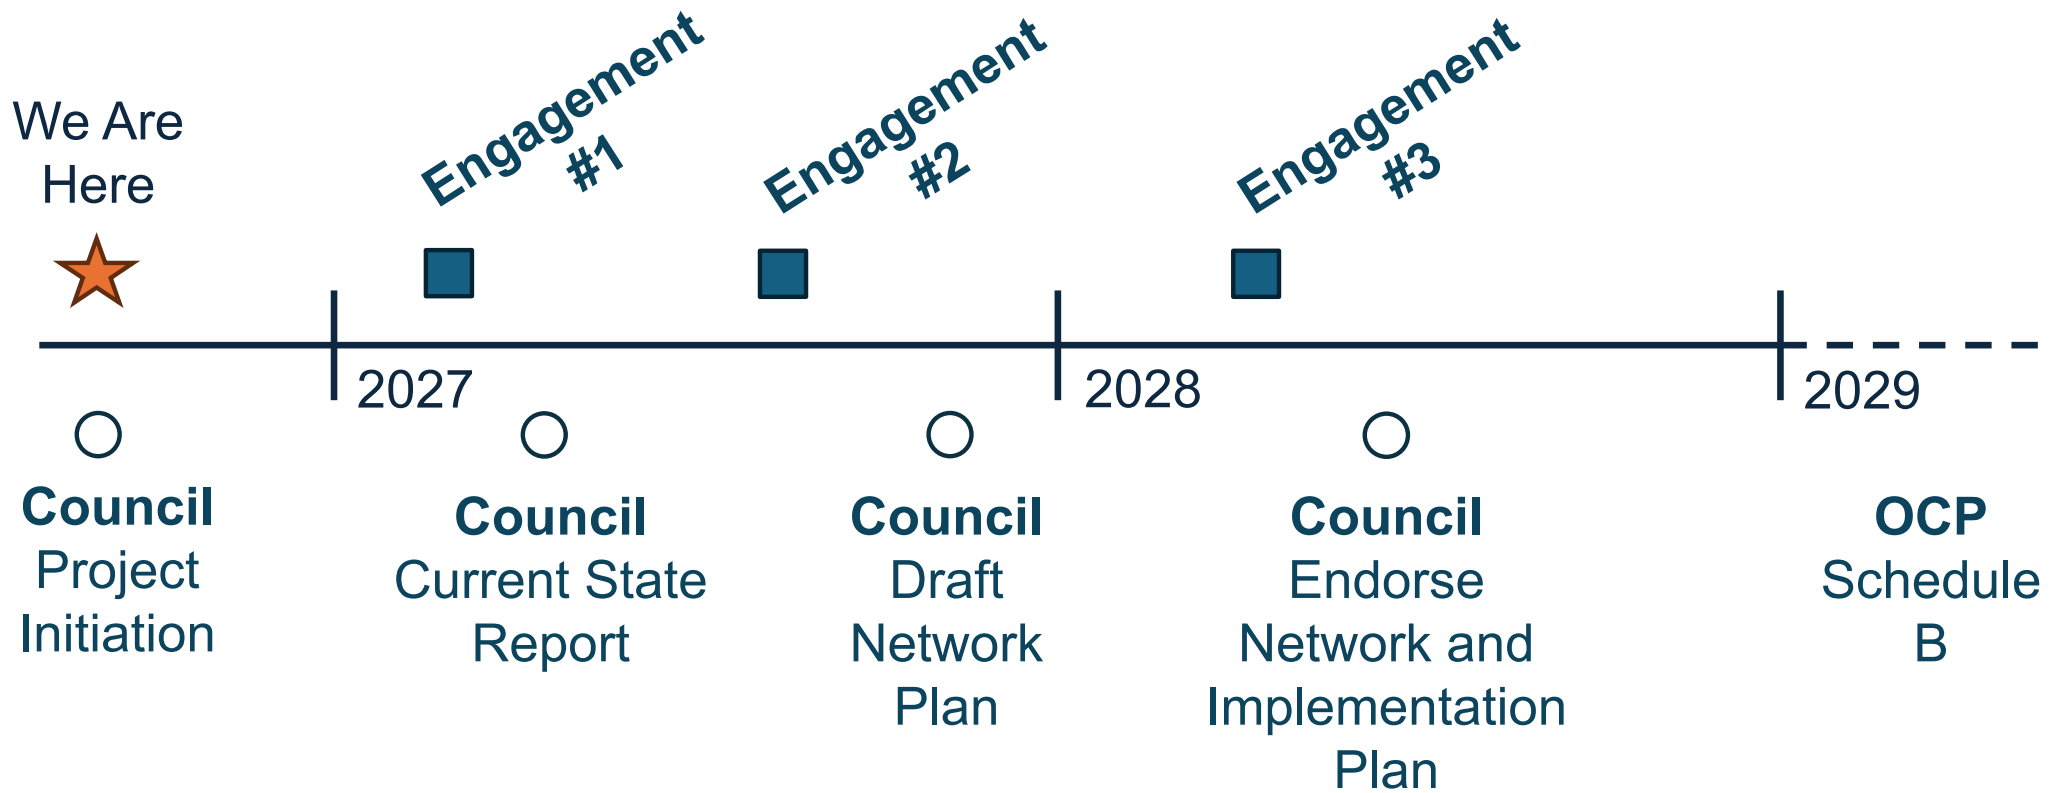 We Are
Here
Engagement
#1
Engagement
#2
Engagement
#3
2027
2028
2029
Council
Project
Initiation
Council
Current State
Report
Council
Draft
Network
Plan
Council
Endorse
Network and
Implementation
Plan
OCP
Schedule
B